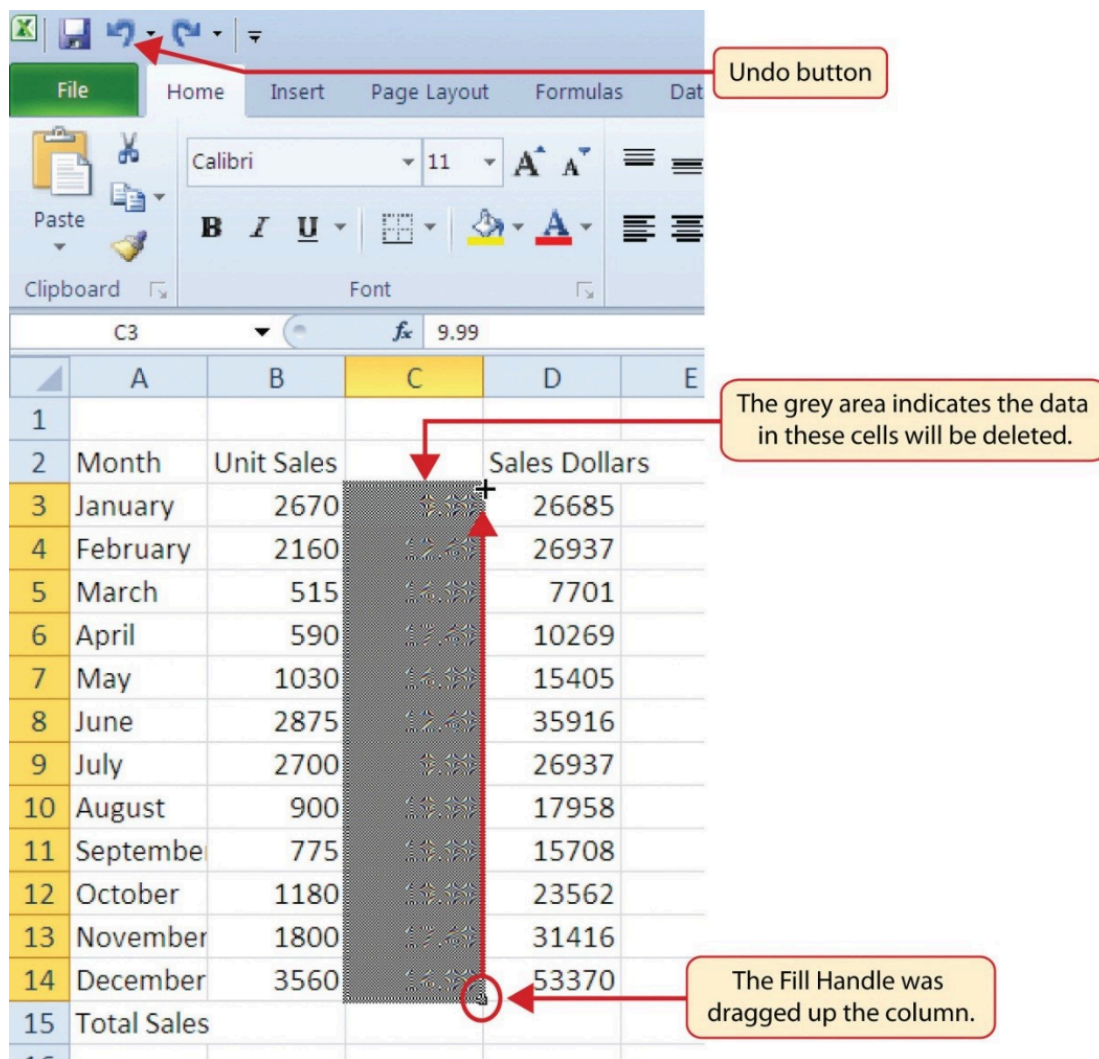 Undo button
File Home Insert Page Layout Formulas Dat
Calibri 11 A A
Paste B I U A
Clipboard Font
C3 fx 9.99
A B C D E
The grey area indicates the data
in these cells will be deleted.
1
2 Month Unit Sales Sales Dollars
3 January 2670 26685
4 February 2160 26937
5 March 515 7701
6 April 590 10269
7 May 1030 15405
8 June 2875 35916
9 July 2700 26937
10 August 900 17958
11 September 775 15708
12 October 1180 23562
13 November 1800 31416
14 December 3560 53370
The Fill Handle was
dragged up the column.
15 Total Sales